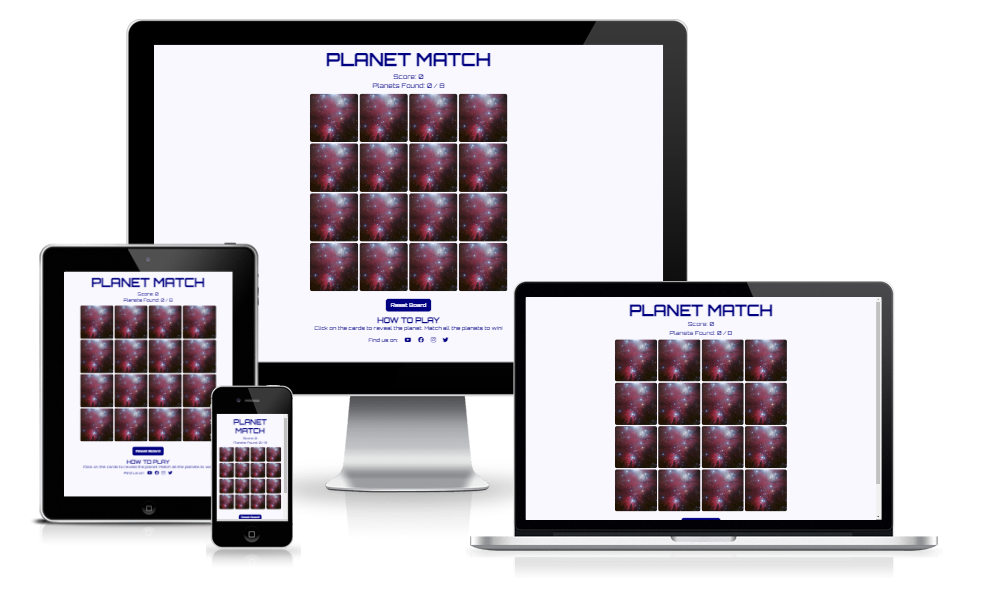 PLANET MATCH
Score: 0
Planets Found: 0 / 8
Reset Board
HOW TO PLAY
Click on the cards to reveal the planet. Match all the planets to win!
Find us on:
PLANET MATCH
Score: 0
Planets Found: 0 / 8
Reset Board
HOW TO PLAY
Click on the cards to reveal the planet. Match all the planets to win!
Find us on:
PLANET
MATCH
Score: 0
Planets Found: 0 / 8
Reset Board
PLANET MATCH
Score: 0
Planets Found: 0 / 8